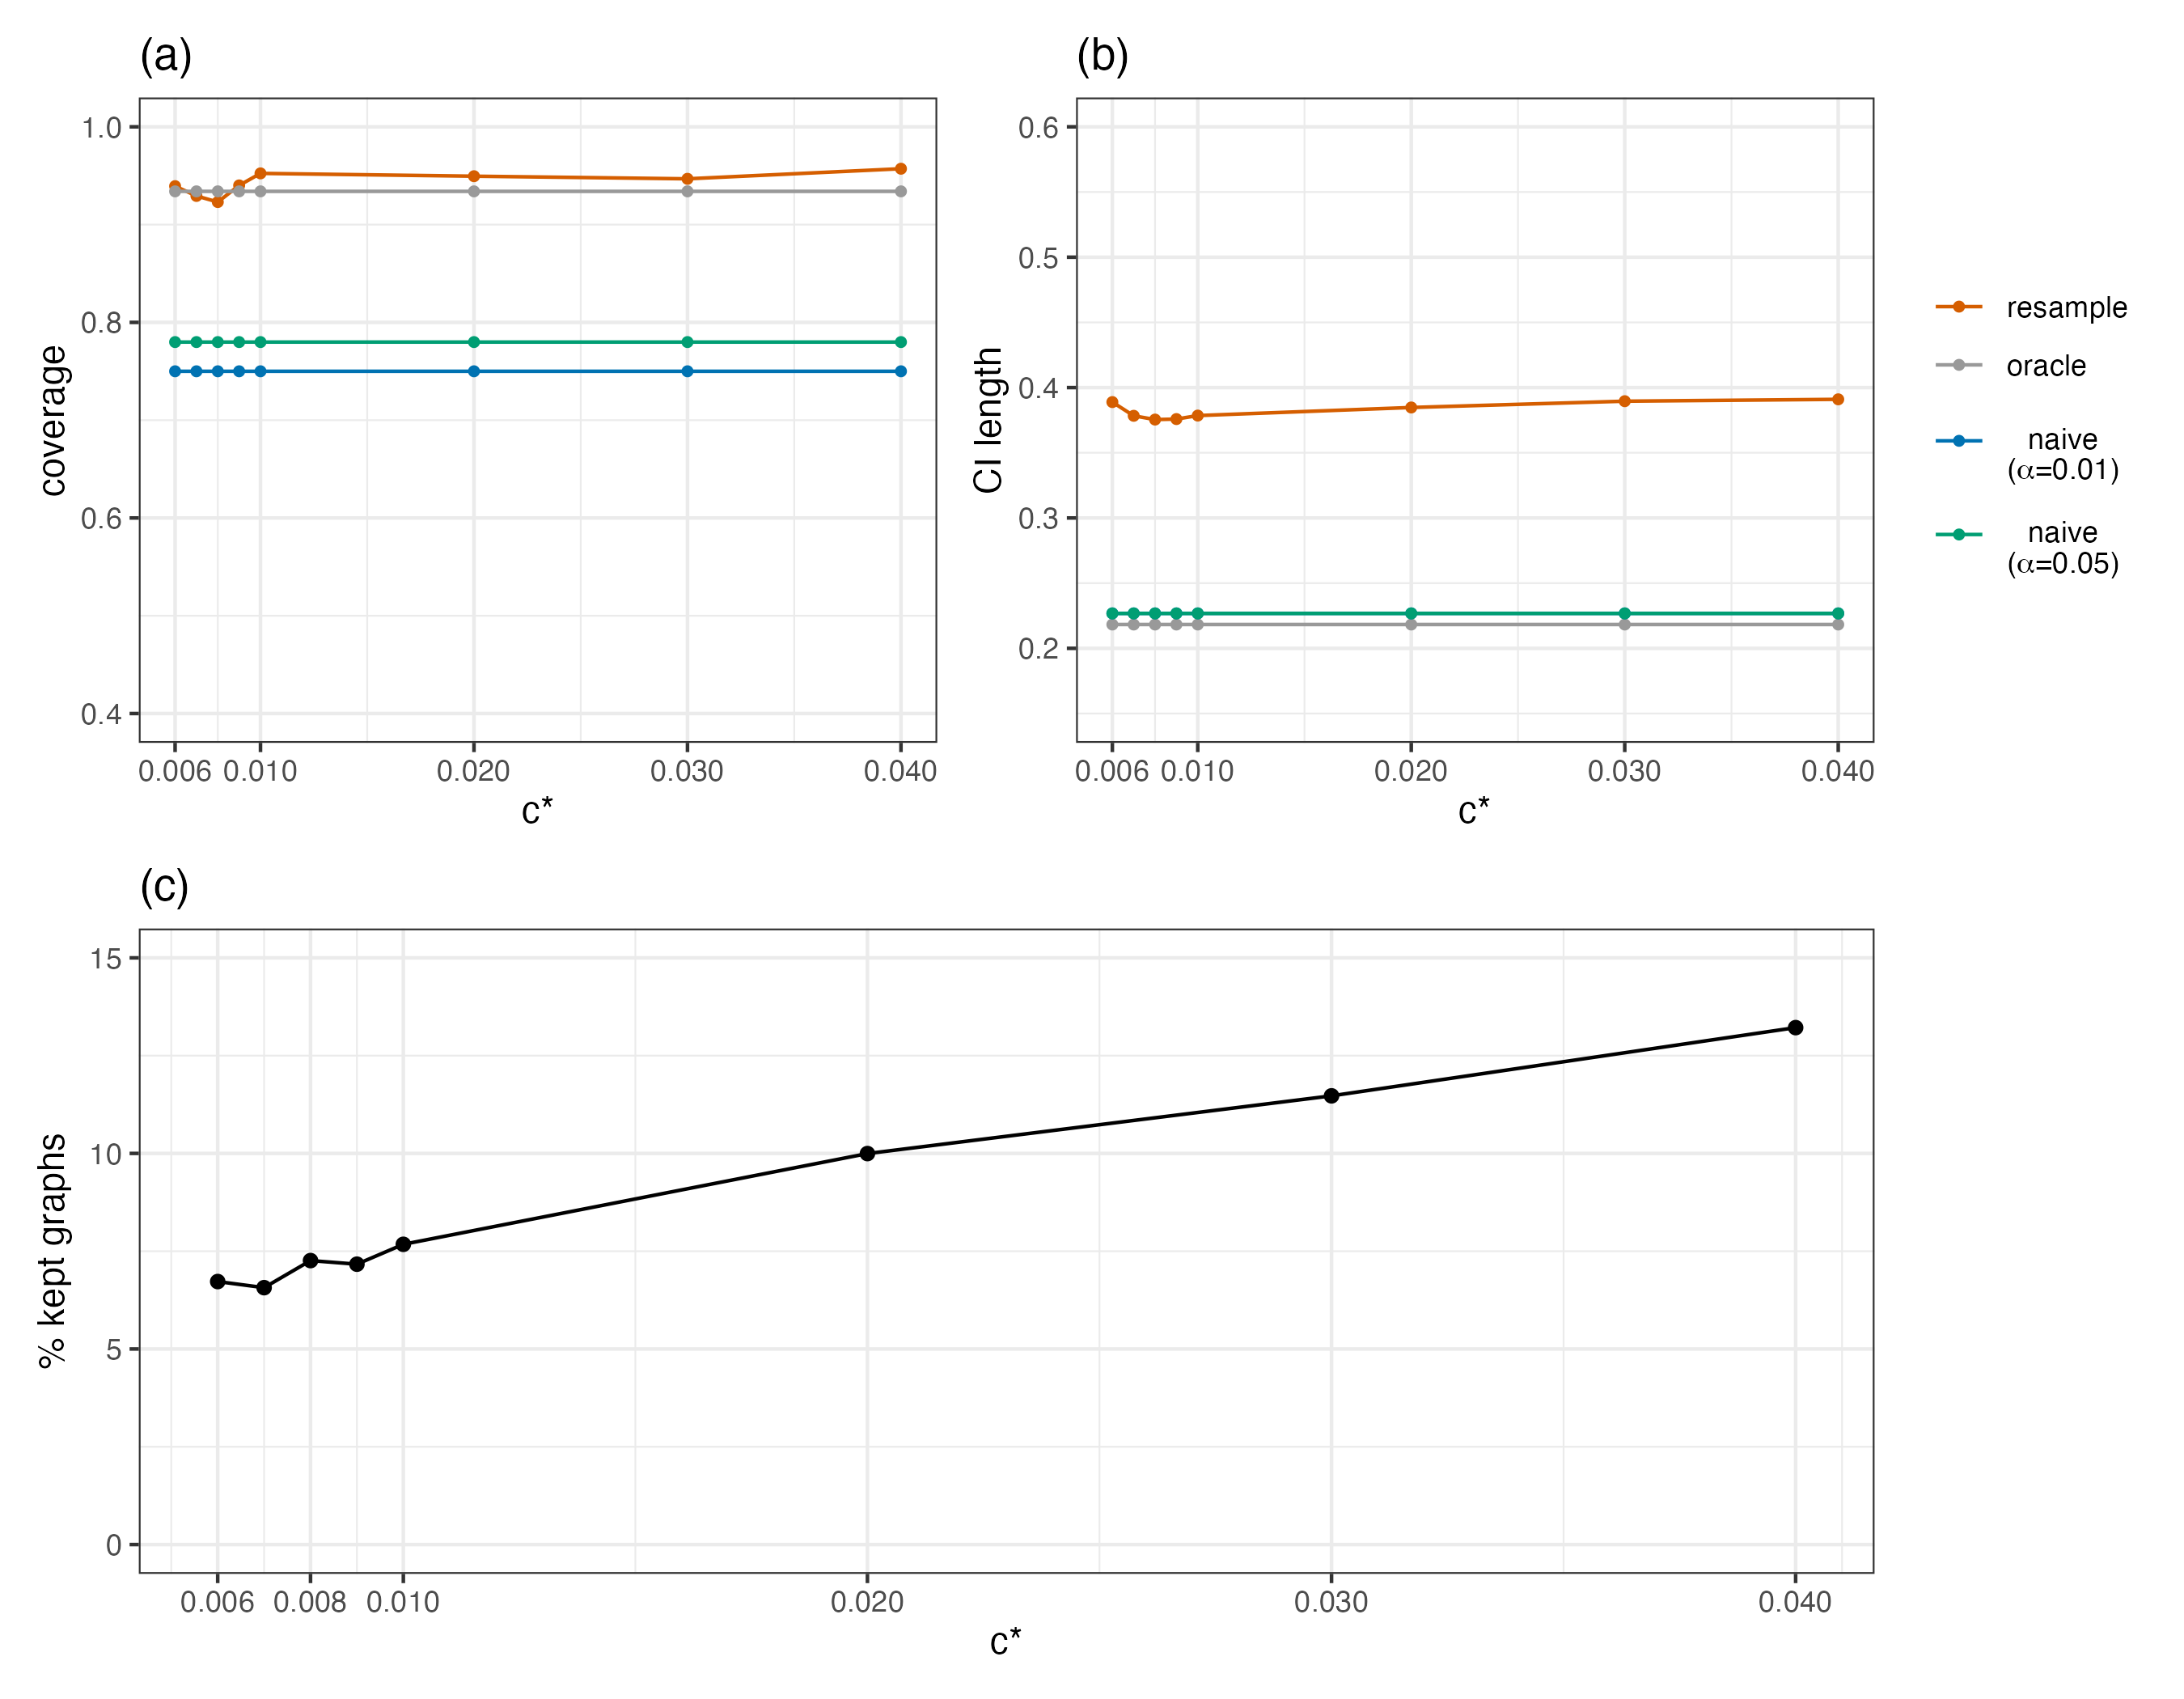 (a)
1.0
0.8
0.6
0.4
coverage
0.006 0.010 0.020 0.030 0.040
c*
(b)
0.6
0.5
0.4
0.3
0.2
CI length
0.006 0.010 0.020 0.030 0.040
c*
resample
oracle
naive
(α=0.01)
naive
(α=0.05)
(c)
15
10
5
0
% kept graphs
0.006 0.008 0.010 0.020 0.030 0.040
c*